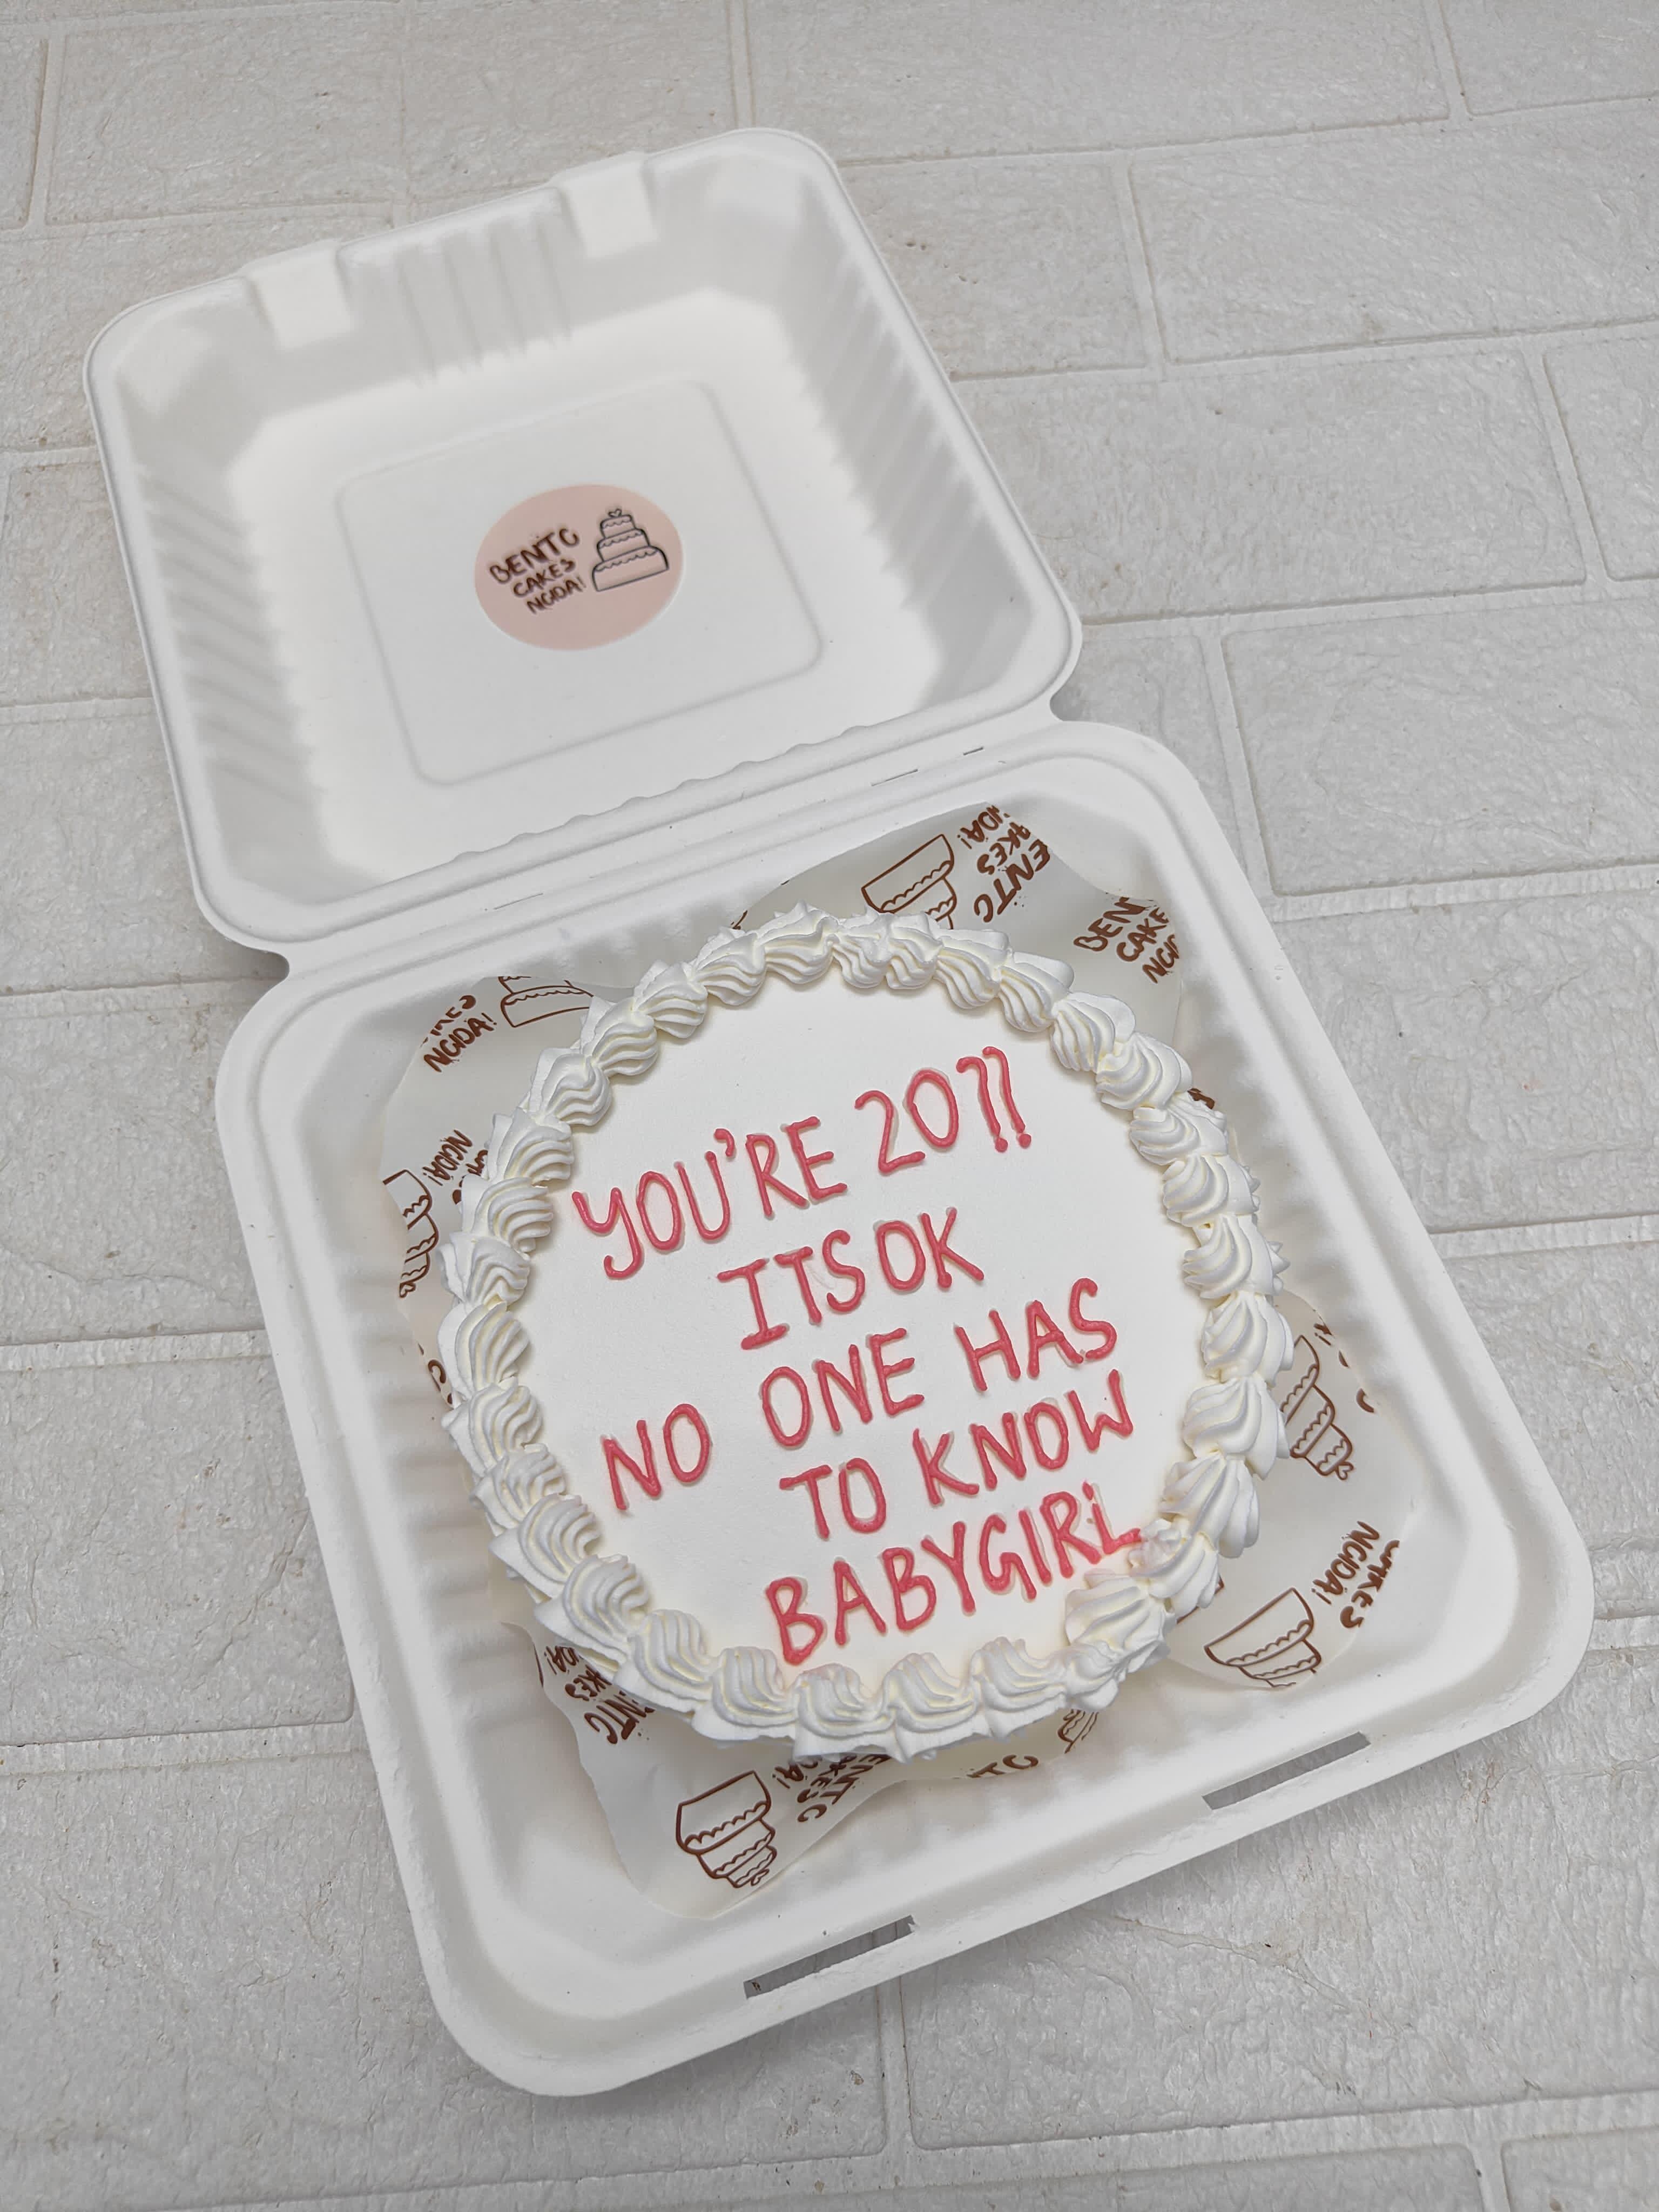 BENTO
CAKES
NOIDA!
YOU'RE 20??
ITS OK
NO ONE HAS
TO KNOW
BABYGIRL